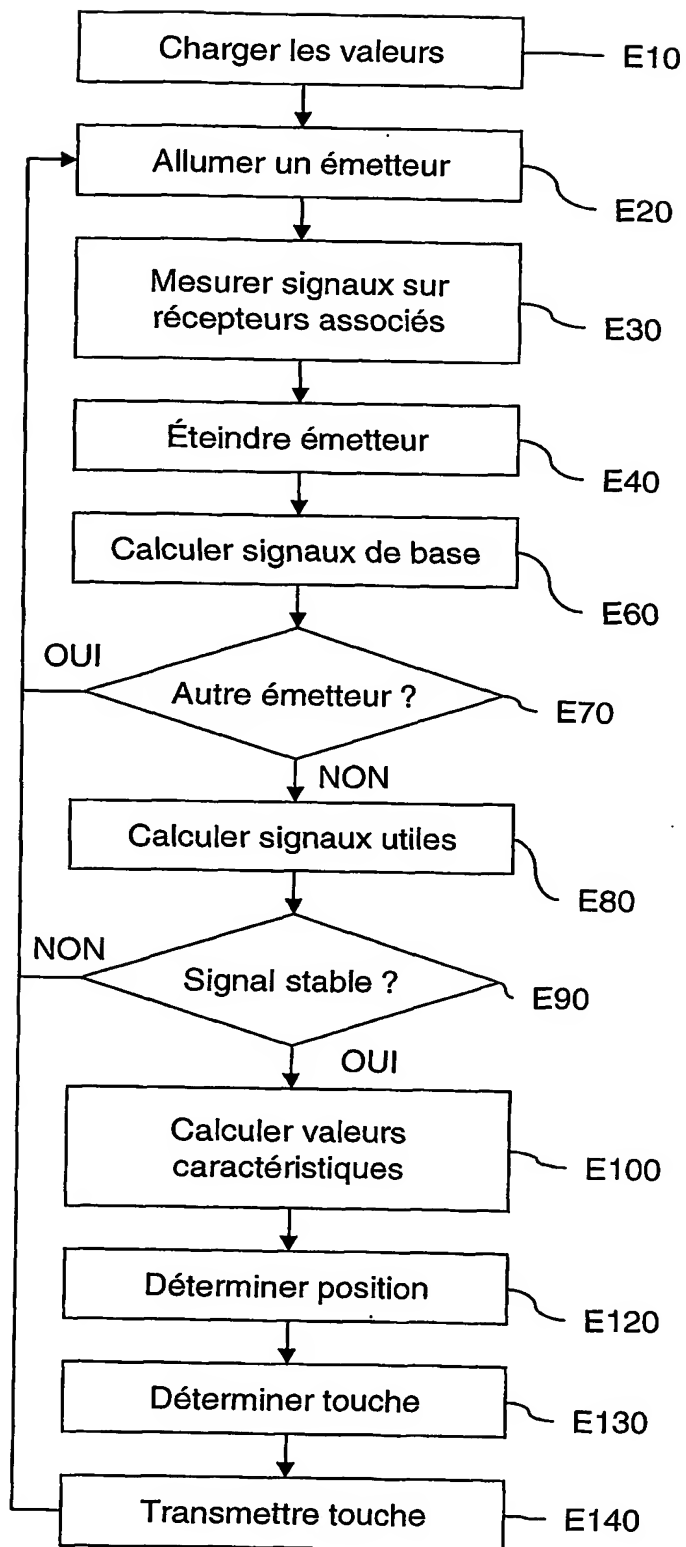 Charger les valeurs
E10
Allumer un émetteur
E20
Mesurer signaux sur
récepteurs associés
E30
Éteindre émetteur
E40
Calculer signaux de base
E60
OUI
Autre émetteur ?
E70
NON
Calculer signaux utiles
E80
NON
Signal stable ?
E90
OUI
Calculer valeurs
caractéristiques
E100
Déterminer position
E120
Déterminer touche
E130
Transmettre touche
E140